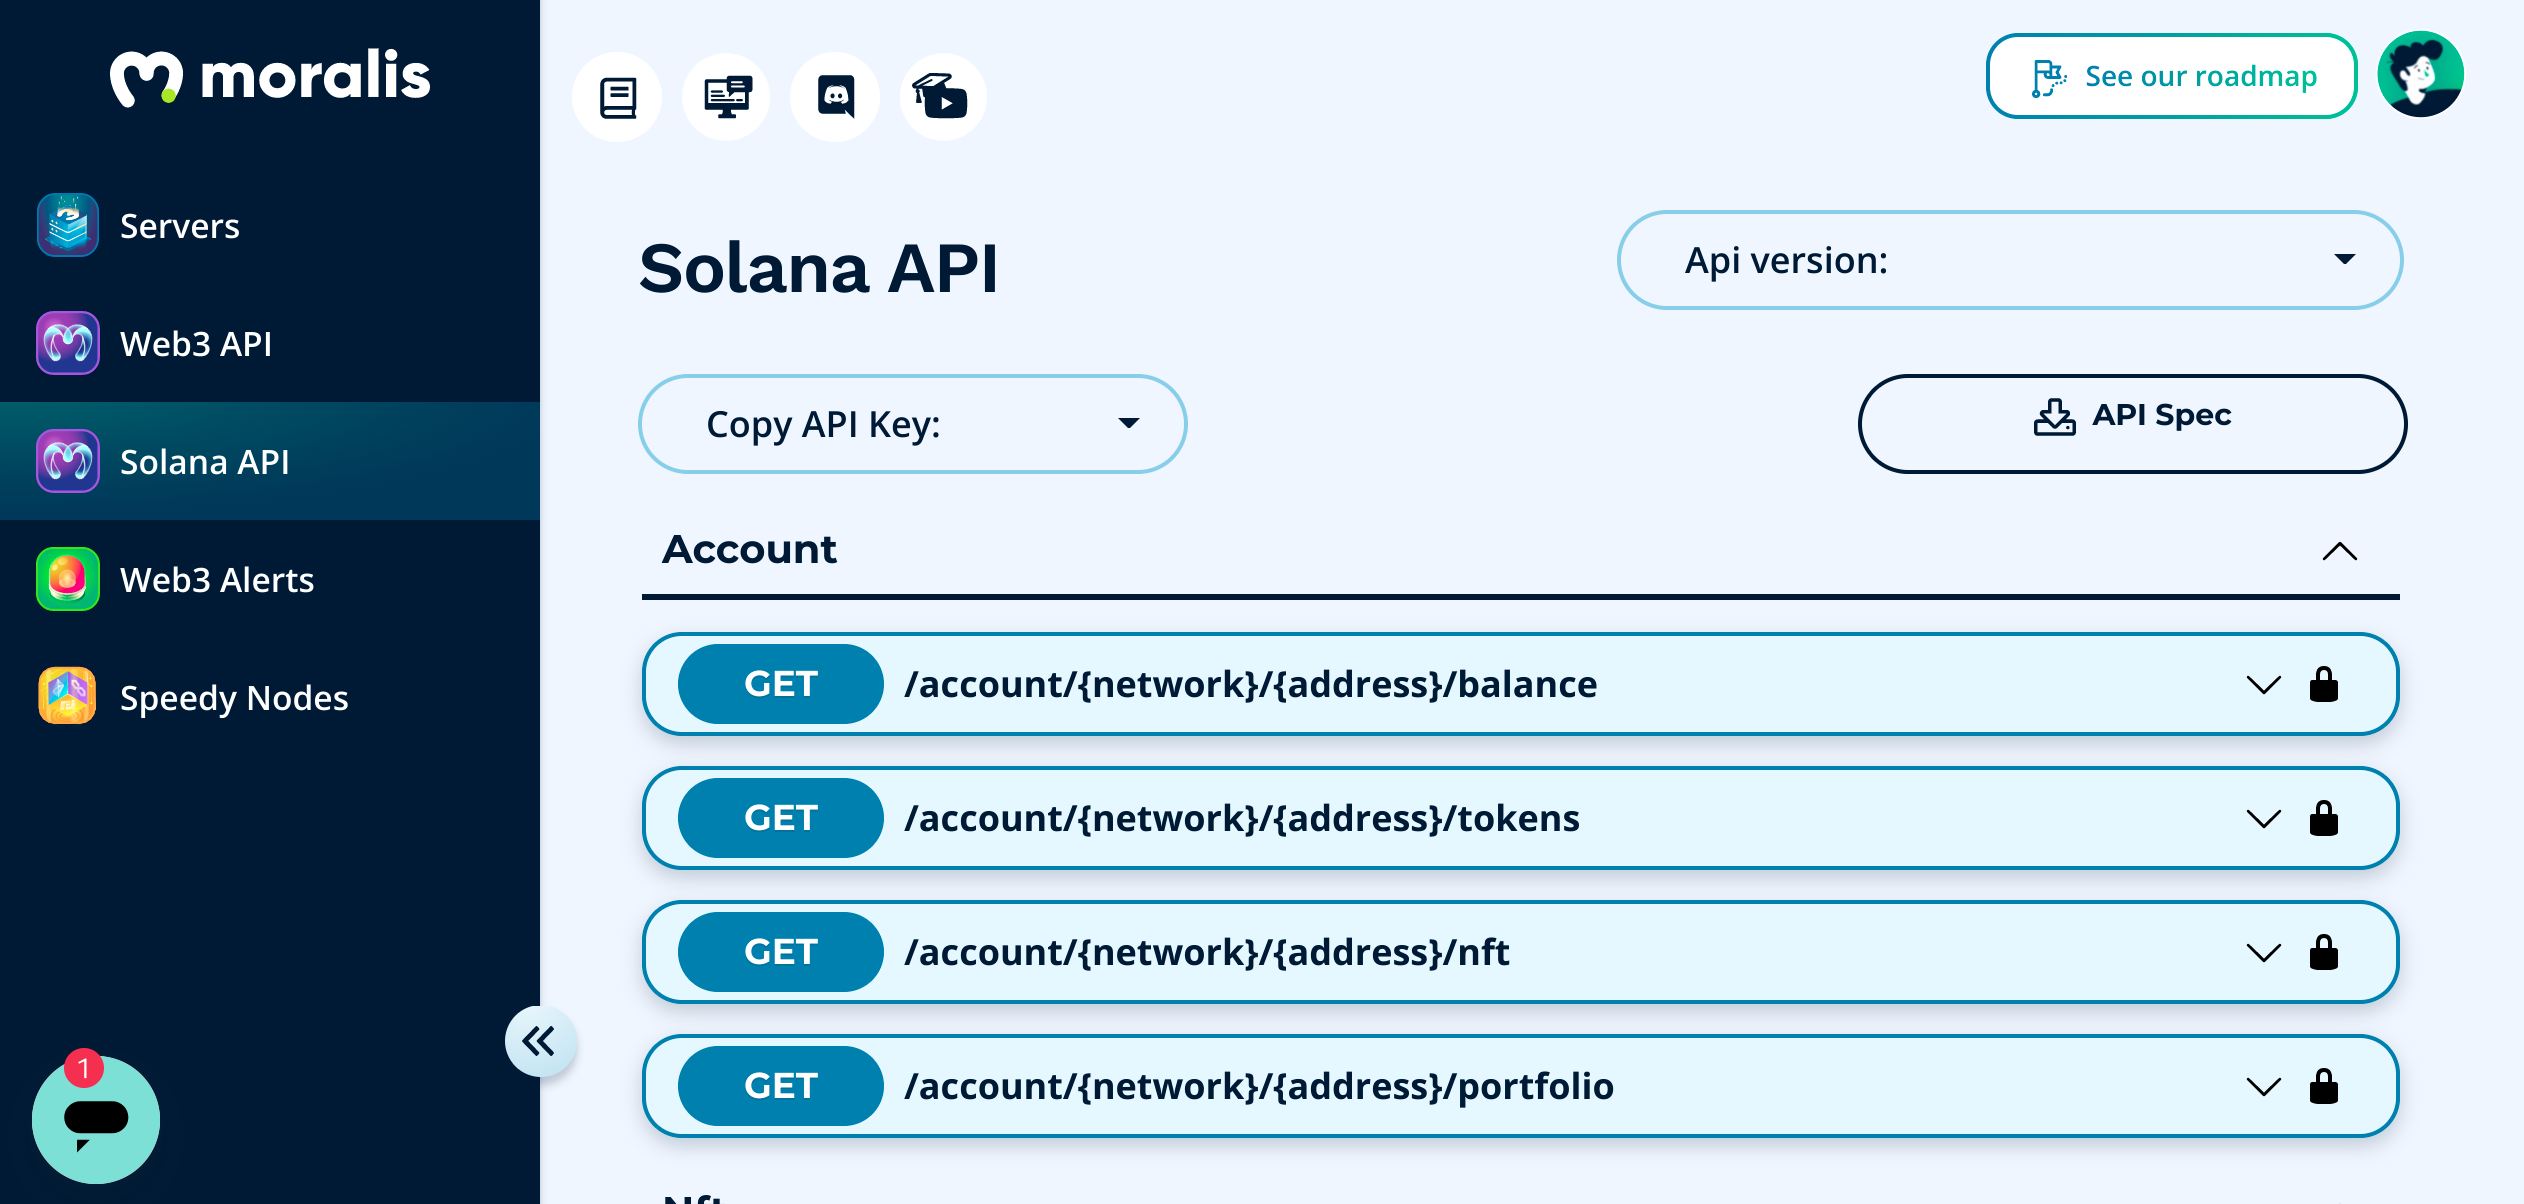 moralis
Servers
Web3 API
Solana API
Web3 Alerts
Speedy Nodes
1
See our roadmap
Solana API
Api version:
Copy API Key:
API Spec
Account
GET /account/{network}/{address}/balance
GET /account/{network}/{address}/tokens
GET /account/{network}/{address}/nft
GET /account/{network}/{address}/portfolio
Nft